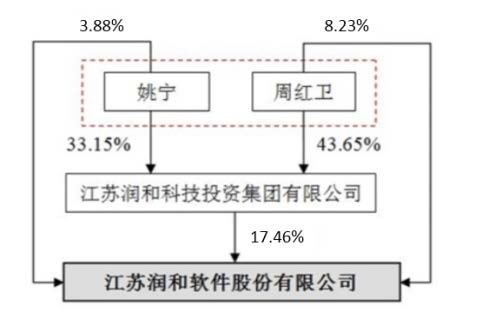 3.88%
8.23%
姚宁
周红卫
33.15%
43.65%
江苏润和科技投资集团有限公司
17.46%
江苏润和软件股份有限公司